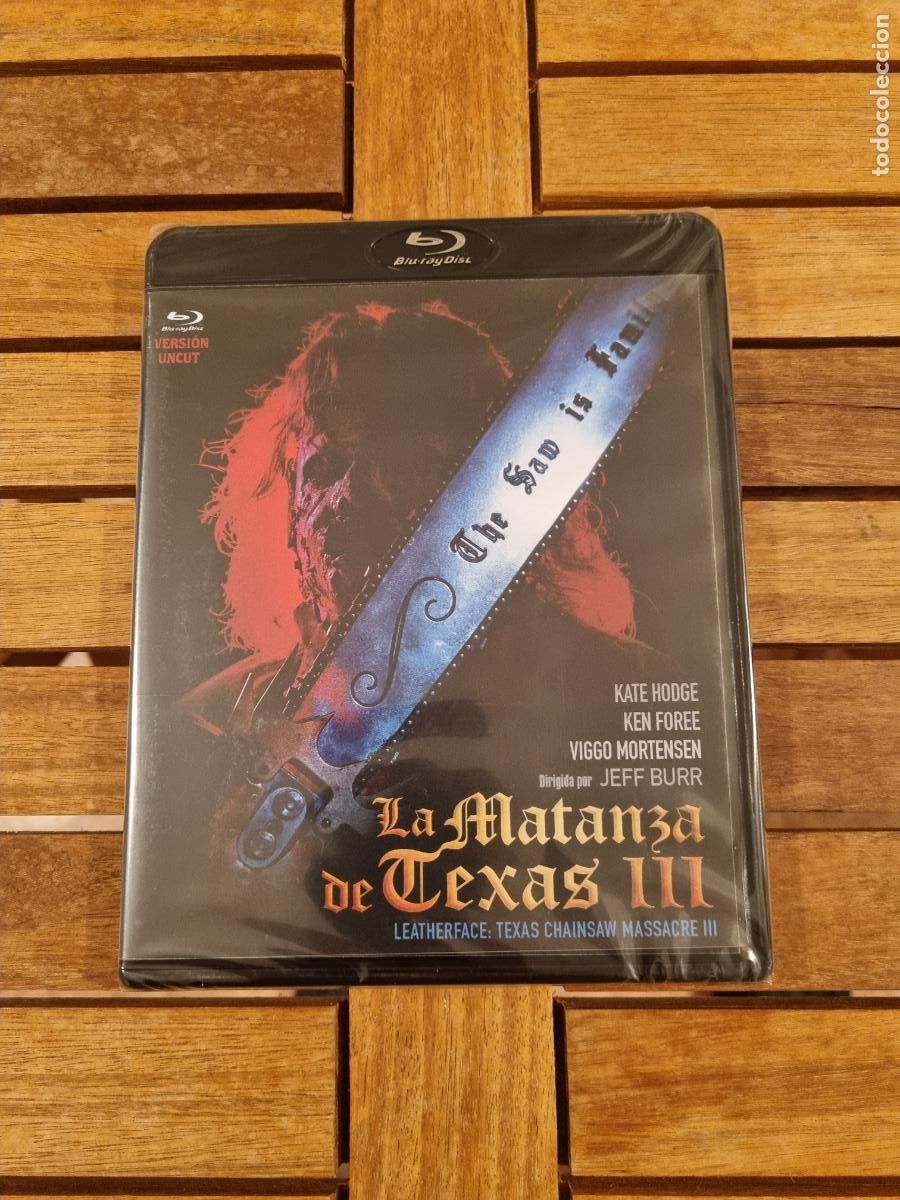 todocoleccion
Blu-ray Disc
Blu-ray Disc
VERSIÓN
UNCUT
The Saw is Family
KATE HODGE
KEN FOREE
VIGGO MORTENSEN
Dirigida por JEFF BURR
La Matanza
de Texas III
LEATHERFACE: TEXAS CHAINSAW MASSACRE III